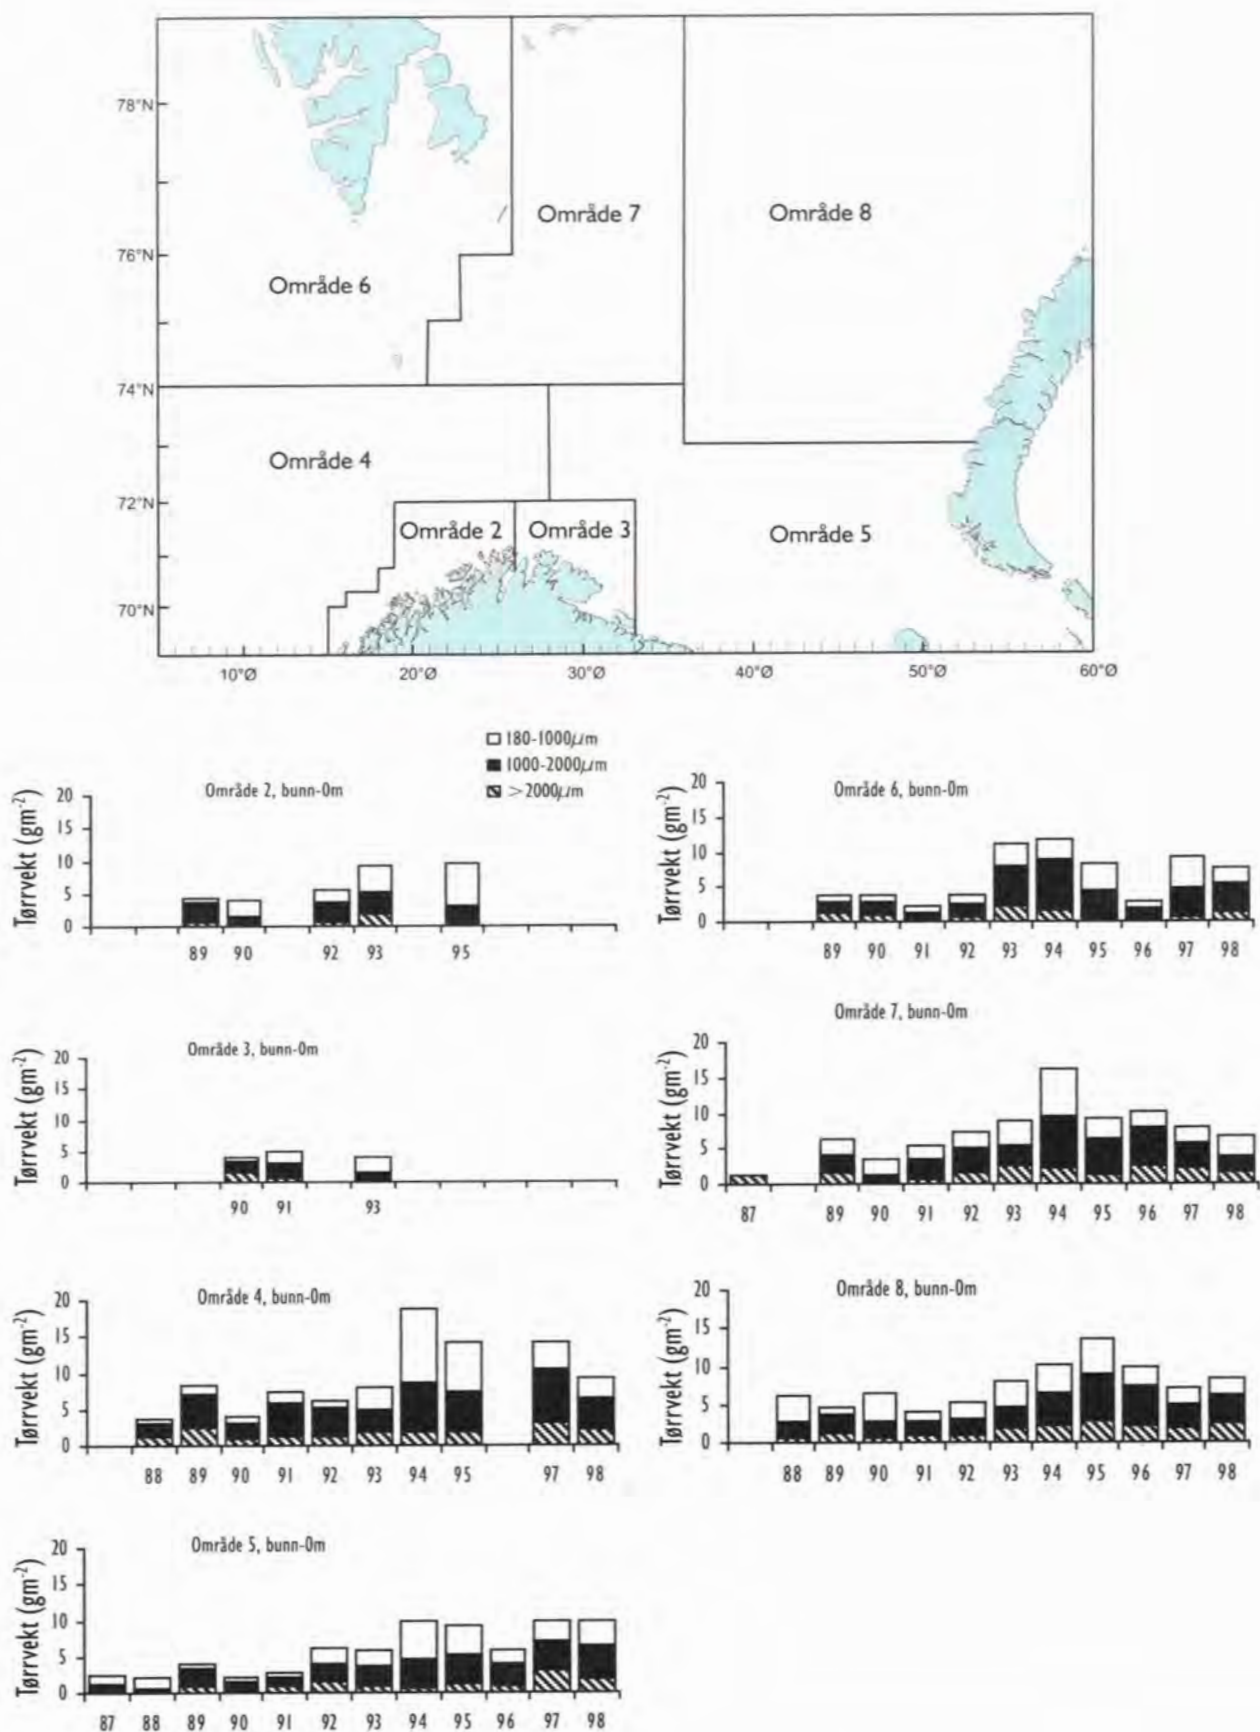 78°N
76°N
74°N
72°N
70°N
Område 7
Område 8
Område 6
Område 4
Område 2
Område 3
Område 5
10°Ø
20°Ø
30°Ø
40°Ø
50°Ø
60°Ø
180-1000µm
1000-2000µm
>2000µm
Område 2, bunn-0m
Tørrvekt (gm-2)
20
15
10
5
0
89 90 92 93 95
Område 3, bunn-0m
Tørrvekt (gm-2)
20
15
10
5
0
90 91 93
Område 4, bunn-0m
Tørrvekt (gm-2)
20
15
10
5
0
88 89 90 91 92 93 94 95 97 98
Område 5, bunn-0m
Tørrvekt (gm-2)
20
15
10
5
0
87 88 89 90 91 92 93 94 95 96 97 98
Område 6, bunn-0m
Tørrvekt (gm-2)
20
15
10
5
0
89 90 91 92 93 94 95 96 97 98
Område 7, bunn-0m
Tørrvekt (gm-2)
20
15
10
5
0
87 89 90 91 92 93 94 95 96 97 98
Område 8, bunn-0m
Tørrvekt (gm-2)
20
15
10
5
0
88 89 90 91 92 93 94 95 96 97 98